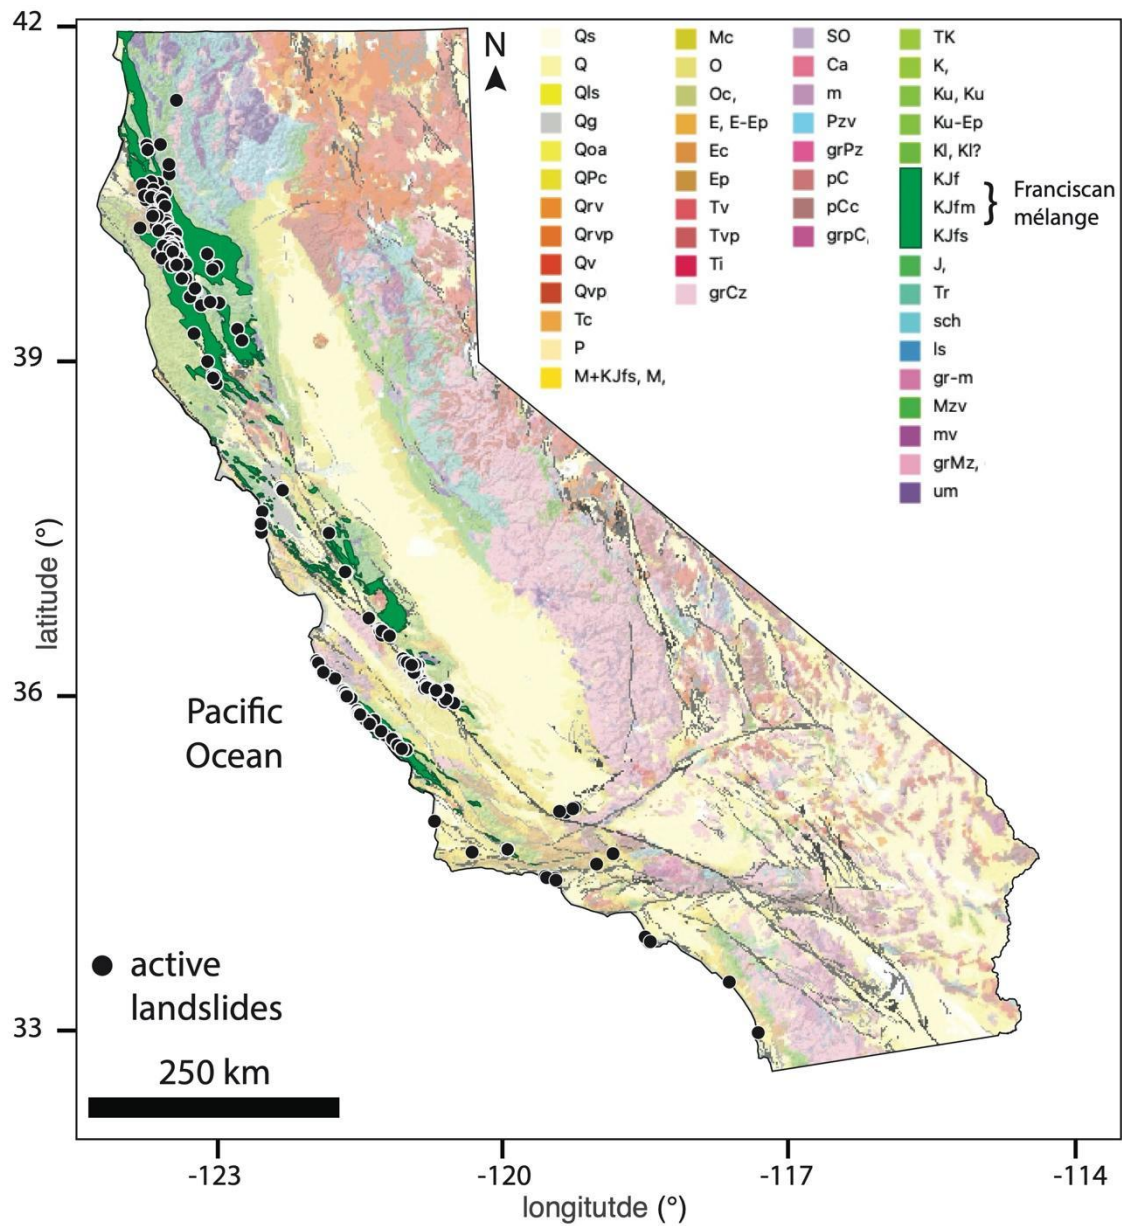 42
39
36
33
latitude (°)
N
Qs
Q
Qls
Qg
Qoa
QPc
Qrv
Qrvp
Qv
Qvp
Tc
P
M+KJfs, M,
Mc
O
Oc,
E, E-Ep
Ec
Ep
Tv
Tvp
Ti
grCz
SO
Ca
m
Pzv
grPz
pC
pCc
grpC,
TK
K,
Ku, Ku
Ku-Ep
Kl, Kl?
KJf
KJfm
KJfs
J,
Tr
sch
ls
gr-m
Mzv
mv
grMz,
um
} Franciscan
mélange
Pacific
Ocean
active
landslides
250 km
-123
-120
-117
-114
longitutde (°)